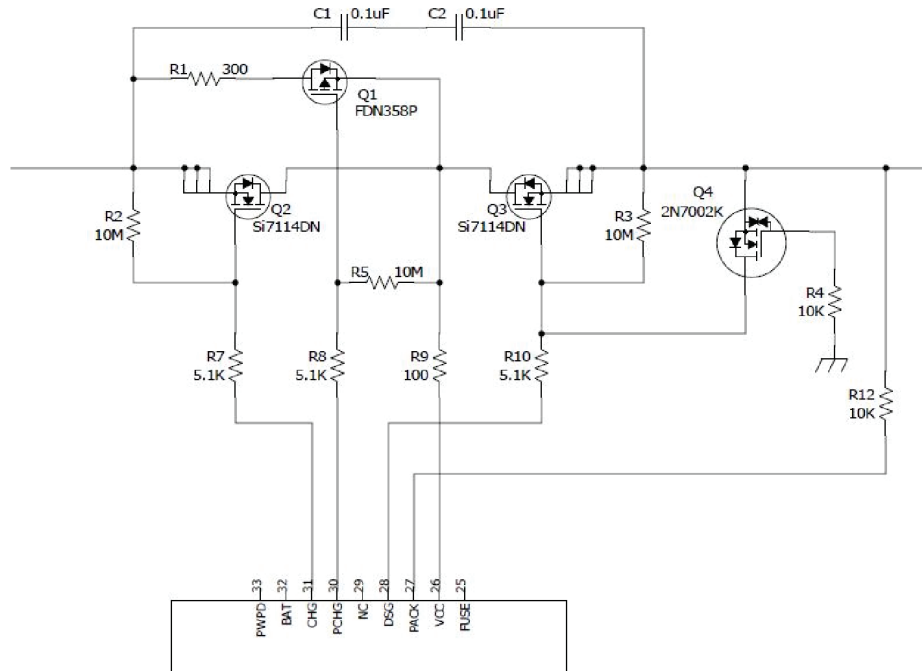 C1 0.1uF C2 0.1uF
R1 300
Q1
FDN358P
Q2
Si7114DN
Q3
Si7114DN
R2
10M
R3
10M
Q4
2N7002K
R5 10M
R4
10K
R7
5.1K
R8
5.1K
R9
100
R10
5.1K
R12
10K
33 32 31 30 29 28 27 26 25
PWPD BAT CHG PCHG NC DSG PACK VCC FUSE